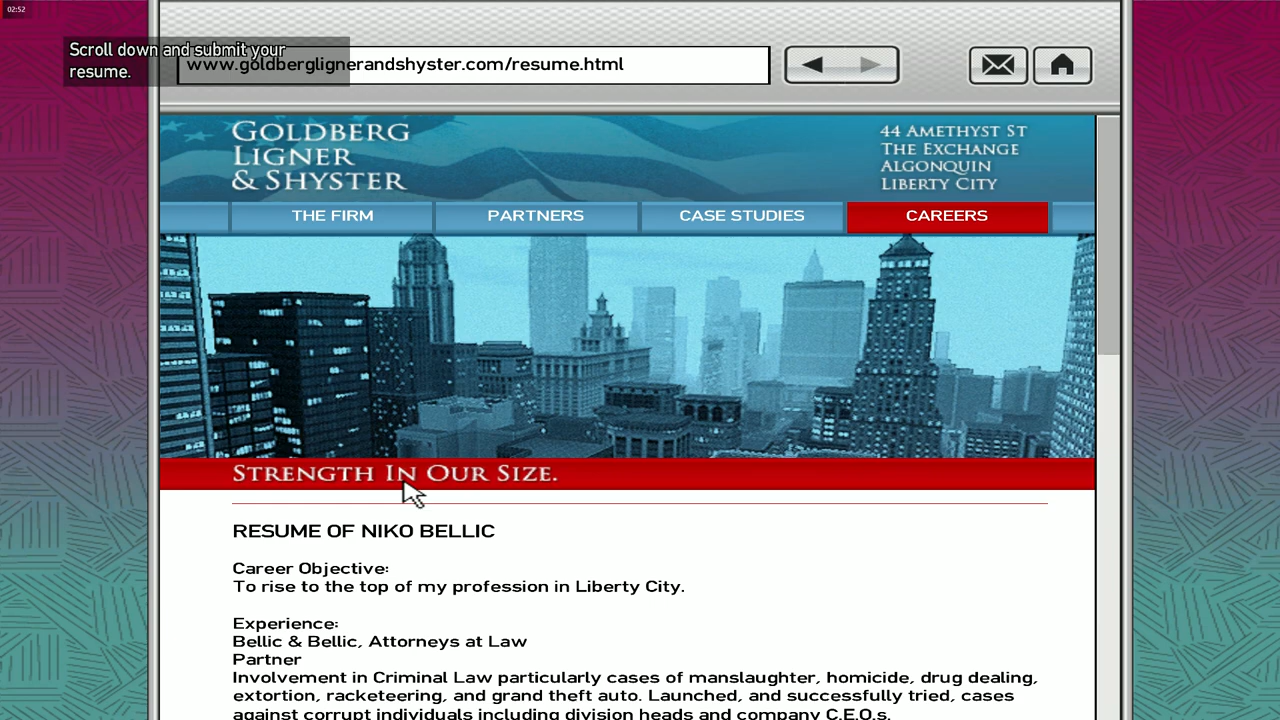 02:52
Scroll down and submit your
resume.
www.goldberglignerandshyster.com/resume.html
GOLDBERG
LIGNER
& SHYSTER
44 AMETHYST ST
THE EXCHANGE
ALGONQUIN
LIBERTY CITY
THE FIRM
PARTNERS
CASE STUDIES
CAREERS
STRENGTH IN OUR SIZE.
RESUME OF NIKO BELLIC
Career Objective:
To rise to the top of my profession in Liberty City.
Experience:
Bellic & Bellic, Attorneys at Law
Partner
Involvement in Criminal Law particularly cases of manslaughter, homicide, drug dealing,
extortion, racketeering, and grand theft auto. Launched, and successfully tried, cases
against corrupt individuals including division heads and company C.E.O.s.